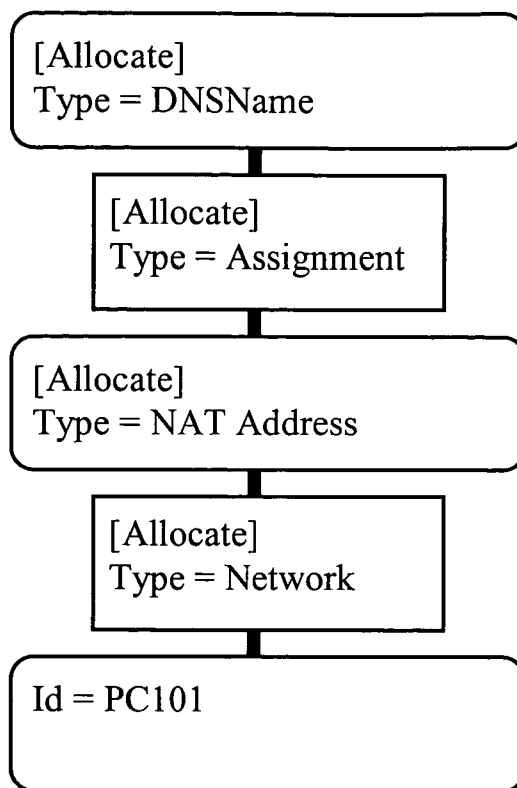 [Allocate]
Type = DNSName
[Allocate]
Type = Assignment
[Allocate]
Type = NAT Address
[Allocate]
Type = Network
Id = PC101